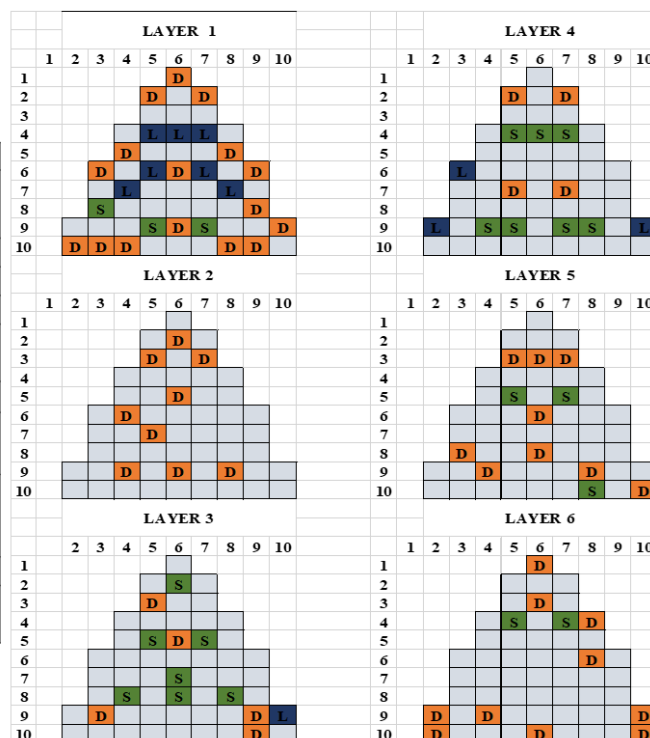 LAYER 1
1 2 3 4 5 6 7 8 9 10
1 D
2 D D
3
4 L L L
5 D D
6 D L D L D
7 L L
8 S D
9 S D S D
10 D D D D D
LAYER 2
1 2 3 4 5 6 7 8 9 10
1
2 D
3 D D
4
5 D
6 D
7 D
8
9 D D D
10
LAYER 3
2 3 4 5 6 7 8 9 10
1
2 S
3 D
4
5 S D S
6
7 S
8 S S S
9 D D L
10 D
LAYER 4
1 2 3 4 5 6 7 8 9 10
1
2 D D
3
4 S S S
5
6 L
7 D D
8
9 L S S S S L
10
LAYER 5
1 2 3 4 5 6 7 8 9 10
1
2
3 D D D
4
5 S S
6 D
7
8 D D
9 D D
10 S D
LAYER 6
1 2 3 4 5 6 7 8 9 10
1 D
2
3 D
4 S S D
5
6 D
7
8
9 D D D
10 D D D